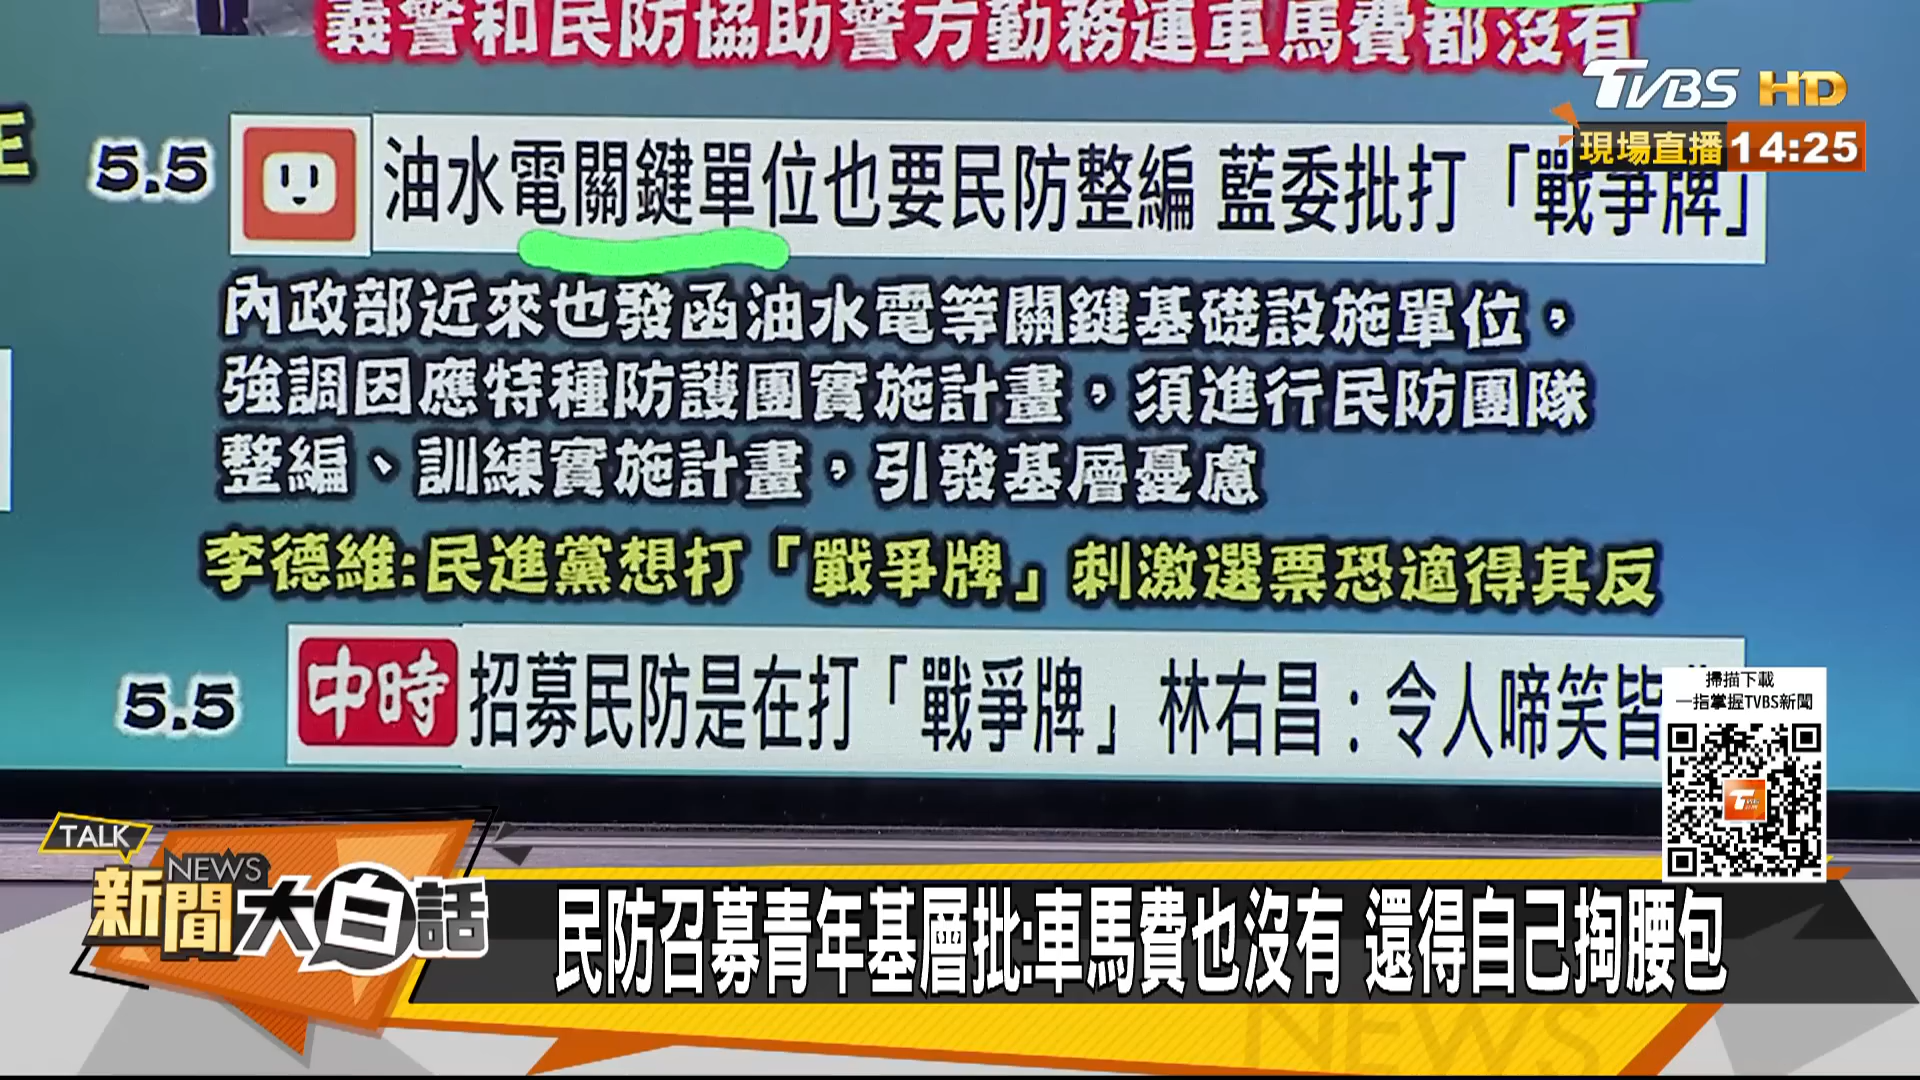 義警和民防協助警方勤務連車馬費都沒有
TVBS HD
現場直播 14:25
5.5 油水電關鍵單位也要民防整編 藍委批打「戰爭牌」
內政部近來也發函油水電等關鍵基礎設施單位，
強調因應特種防護團實施計畫，須進行民防團隊
整編、訓練實施計畫，引發基層憂慮
李德維:民進黨想打「戰爭牌」刺激選票恐適得其反
5.5 中時 招募民防是在打「戰爭牌」 林右昌：令人啼笑皆
掃描下載
一指掌握TVBS新聞
TALK
NEWS
新聞大白話
民防召募青年基層批:車馬費也沒有 還得自己掏腰包
NEWS